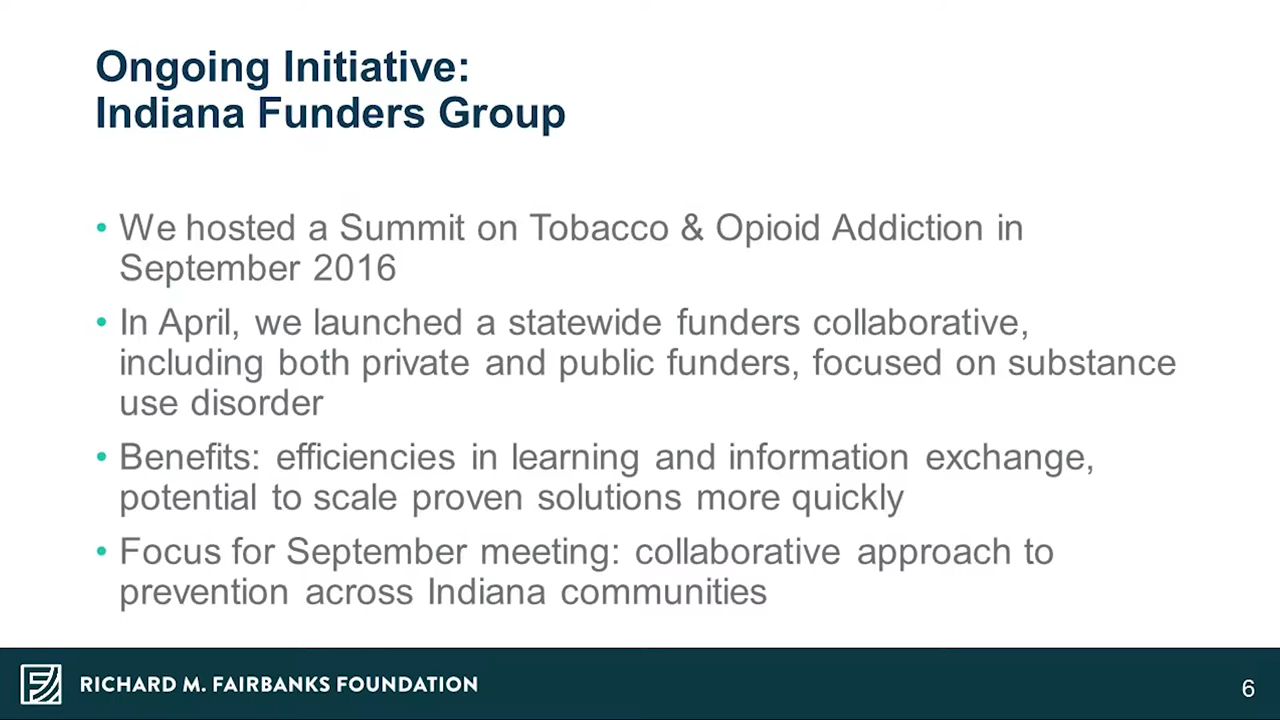 Ongoing Initiative:
Indiana Funders Group
• We hosted a Summit on Tobacco & Opioid Addiction in
September 2016
• In April, we launched a statewide funders collaborative,
including both private and public funders, focused on substance
use disorder
• Benefits: efficiencies in learning and information exchange,
potential to scale proven solutions more quickly
• Focus for September meeting: collaborative approach to
prevention across Indiana communities
RICHARD M. FAIRBANKS FOUNDATION
6